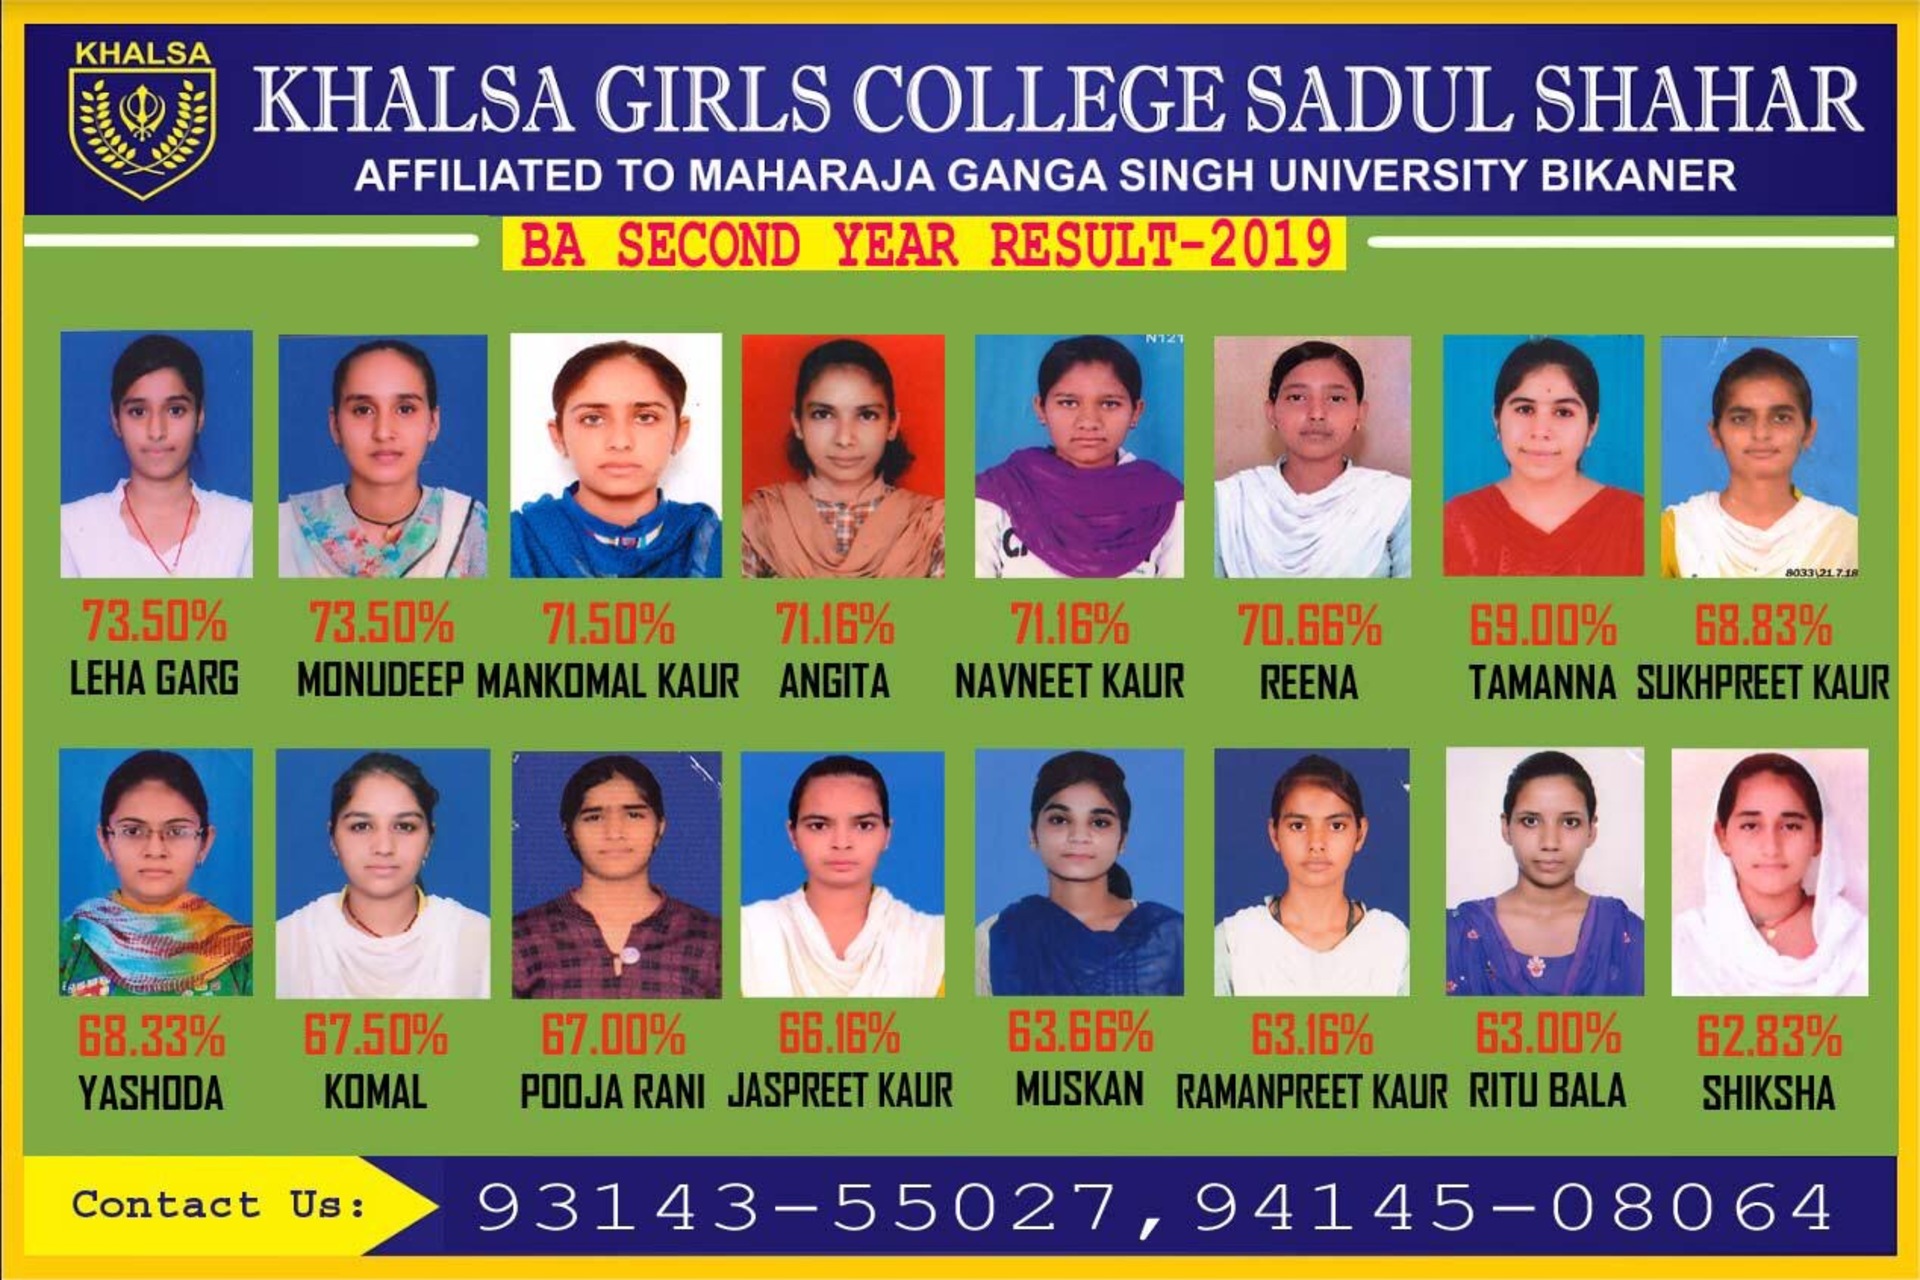 KHALSA
KHALSA GIRLS COLLEGE SADUL SHAHAR
AFFILIATED TO MAHARAJA GANGA SINGH UNIVERSITY BIKANER
BA SECOND YEAR RESULT-2019
N121
8033\21.7.18
73.50% 73.50% 71.50% 71.16% 71.16% 70.66% 69.00% 68.83%
LEHA GARG MONUDEEP MANKOMAL KAUR ANGITA NAVNEET KAUR REENA TAMANNA SUKHPREET KAUR
68.33% 67.50% 67.00% 66.16% 63.66% 63.16% 63.00% 62.83%
YASHODA KOMAL POOJA RANI JASPREET KAUR MUSKAN RAMANPREET KAUR RITU BALA SHIKSHA
Contact Us: 93143-55027,94145-08064